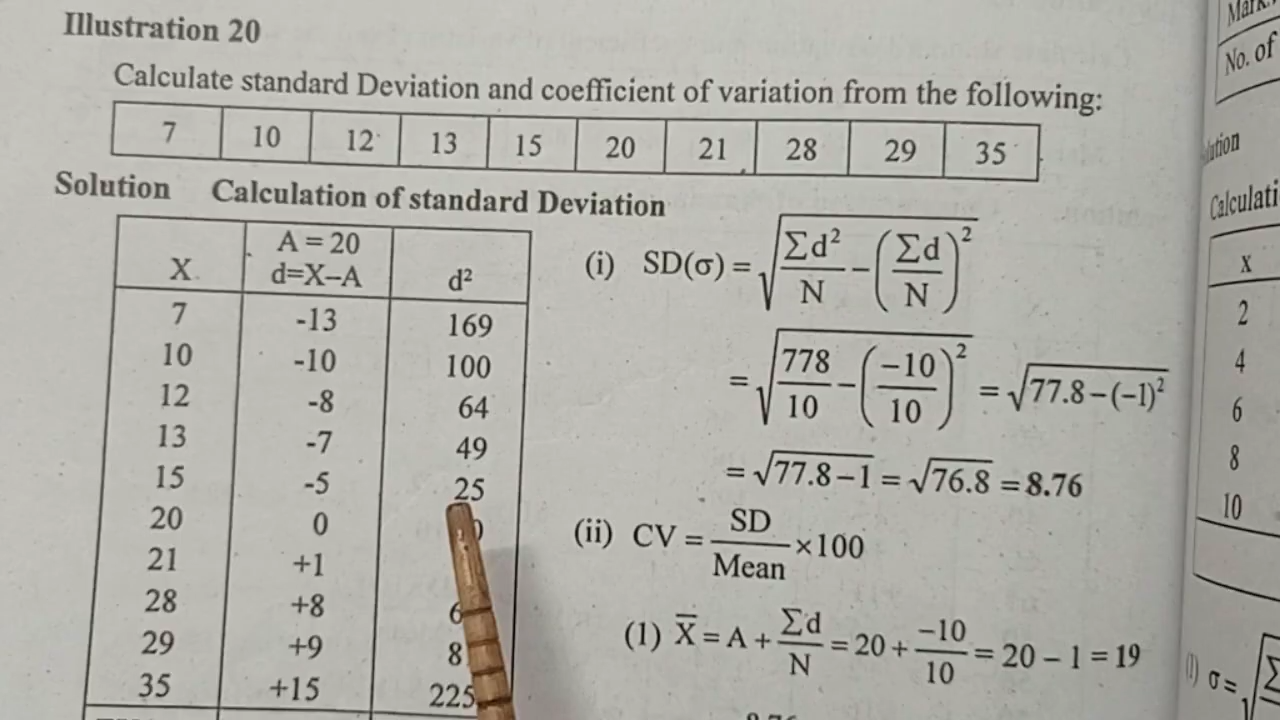 Illustration 20
Calculate standard Deviation and coefficient of variation from the following:
7 10 12 13 15 20 21 28 29 35
Solution Calculation of standard Deviation
X A = 20 d=X–A d²
7 -13 169
10 -10 100
12 -8 64
13 -7 49
15 -5 25
20 0
21 +1
28 +8
29 +9
35 +15 225
(i) SD(σ) = √(Σd²/N – (Σd/N)²)
= √(778/10 – (–10/10)²) = √(77.8 – (–1)²)
= √(77.8 – 1) = √76.8 = 8.76
(ii) CV = SD/Mean ×100
(1) X̄ = A + Σd/N = 20 + –10/10 = 20 – 1 = 19
No. of
X
2
4
6
8
10
σ =